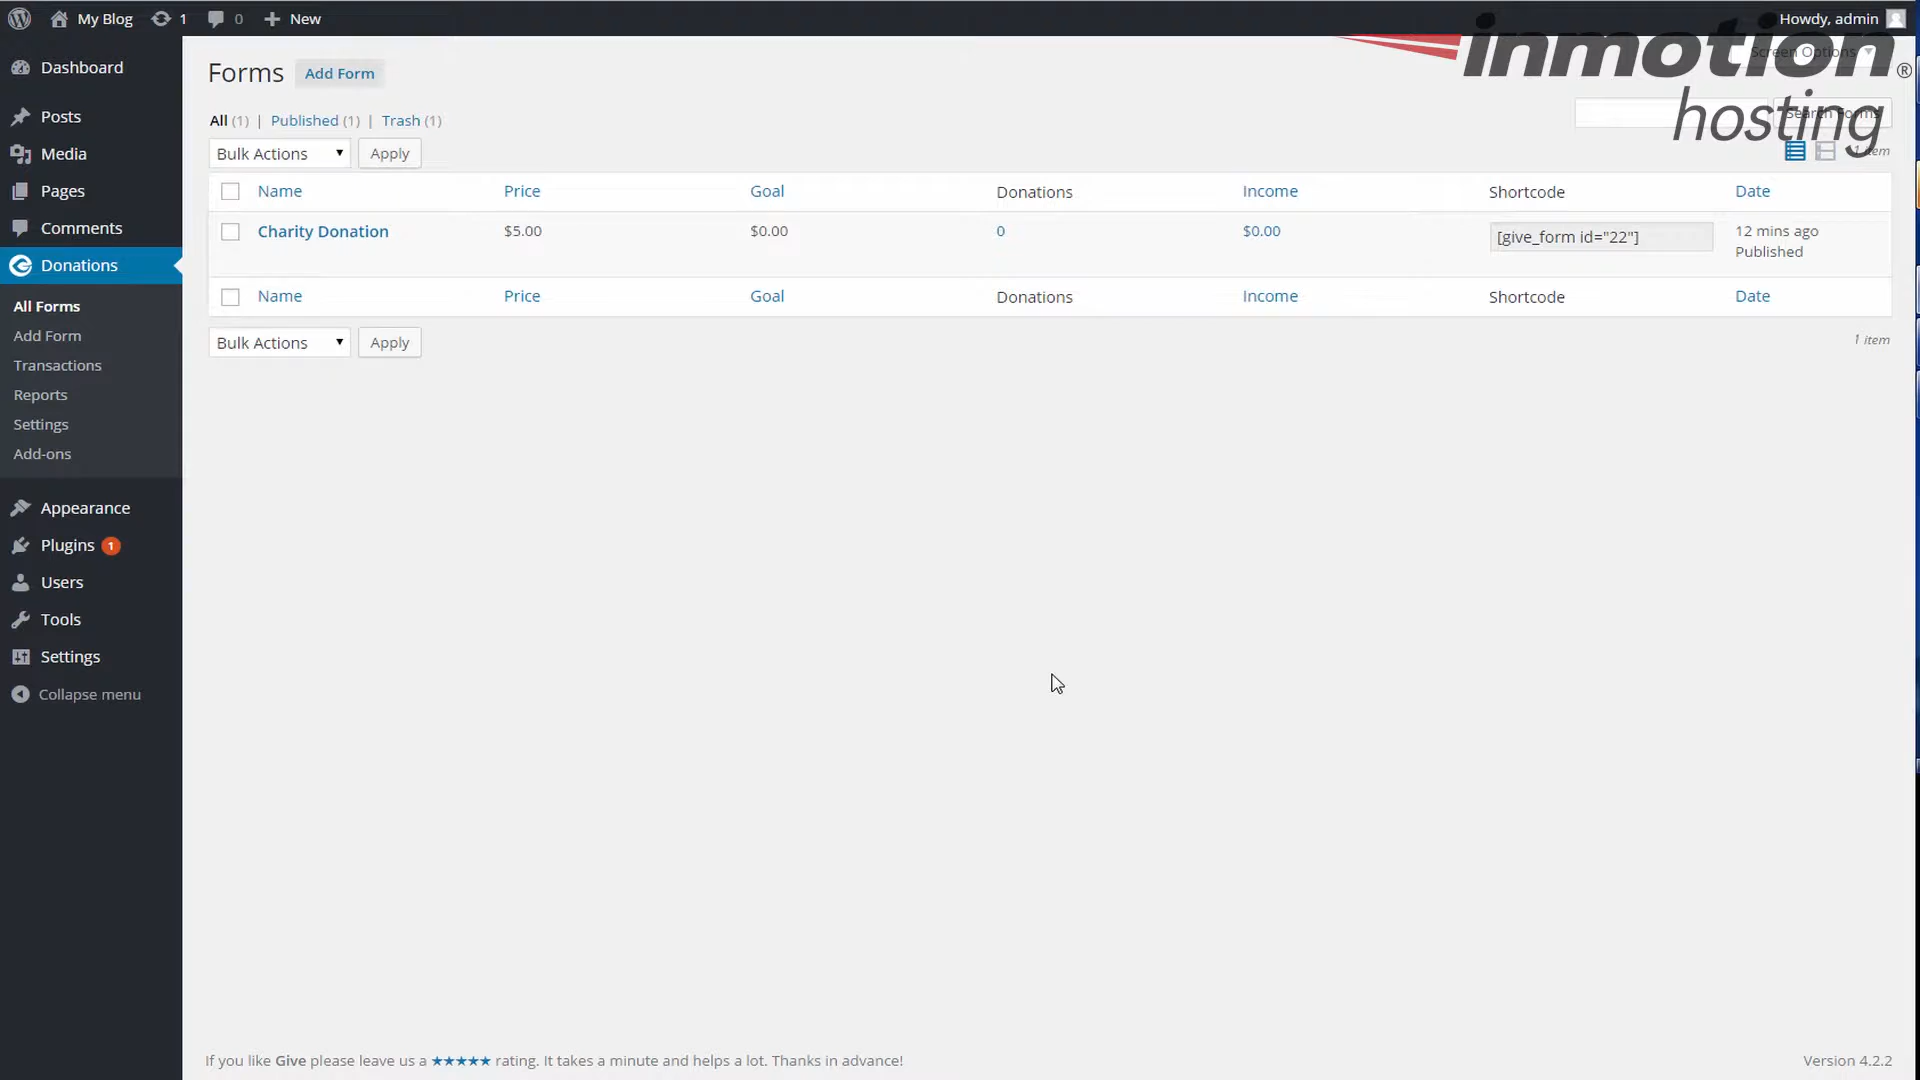 My Blog 1 0 New Howdy, admin
inmotion®
hosting
Screen Options
Dashboard
Posts
Media
Pages
Comments
Donations
All Forms
Add Form
Transactions
Reports
Settings
Add-ons
Appearance
Plugins 1
Users
Tools
Settings
Collapse menu
Forms Add Form
All (1) | Published (1) | Trash (1)
Search Forms
Bulk Actions Apply
1 item
Name Price Goal Donations Income Shortcode Date
Charity Donation $5.00 $0.00 0 $0.00 [give_form id="22"] 12 mins ago
Published
Name Price Goal Donations Income Shortcode Date
Bulk Actions Apply
1 item
If you like Give please leave us a ★★★★★ rating. It takes a minute and helps a lot. Thanks in advance!
Version 4.2.2